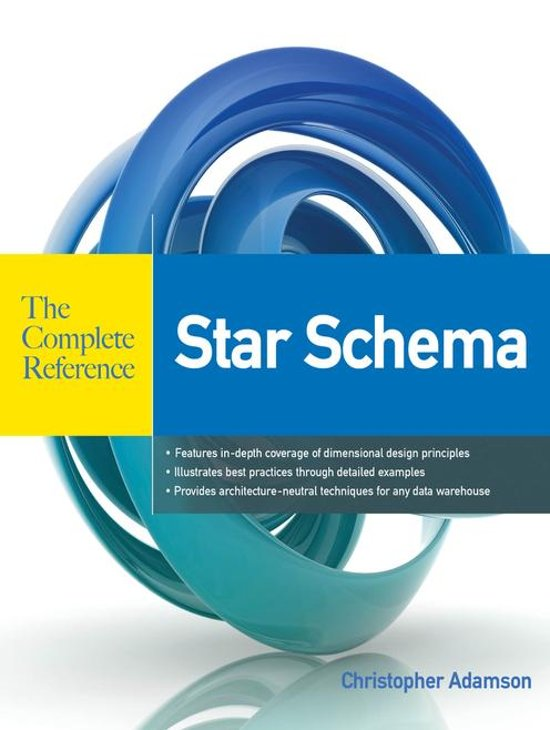 The
Complete
Reference
Star Schema
• Features in-depth coverage of dimensional design principles
• Illustrates best practices through detailed examples
• Provides architecture-neutral techniques for any data warehouse
Christopher Adamson